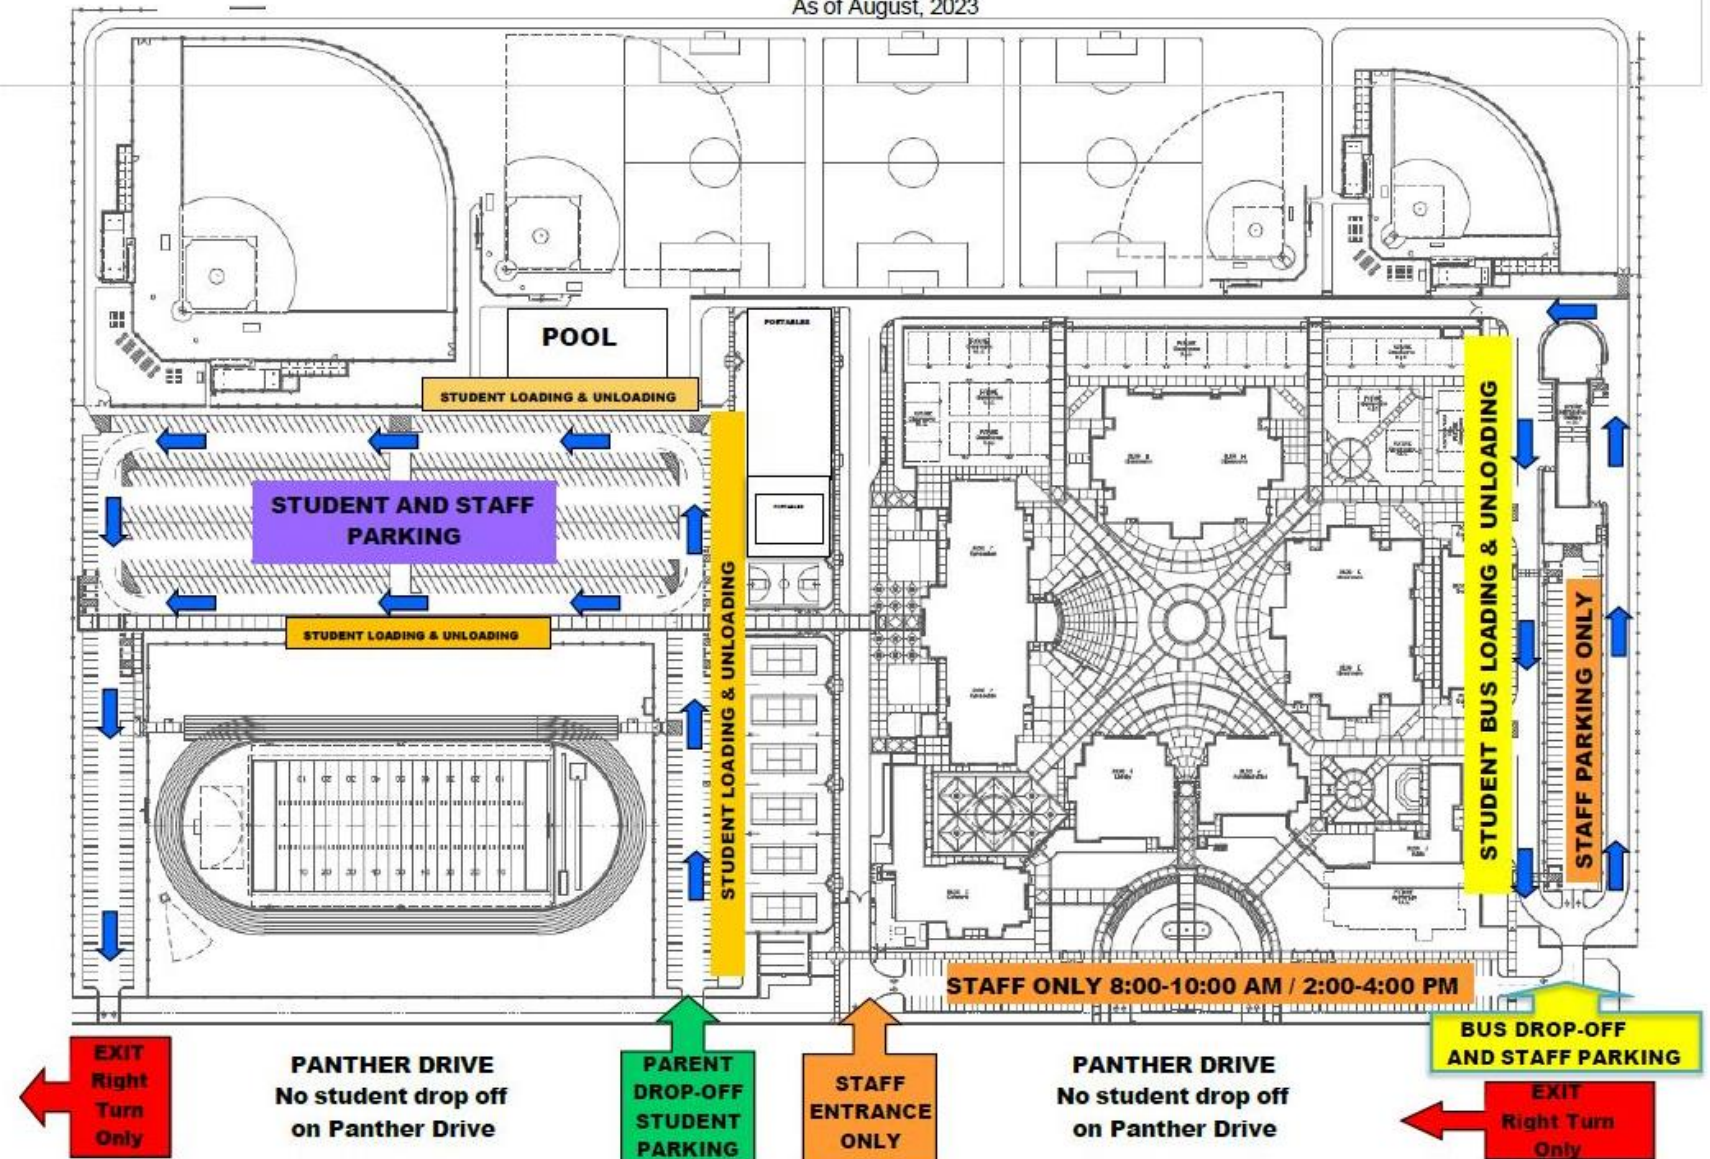 As of August, 2023
POOL
PORTABLES
STUDENT LOADING & UNLOADING
STUDENT AND STAFF
PARKING
PORTABLES
STUDENT LOADING & UNLOADING
STUDENT LOADING & UNLOADING
STUDENT BUS LOADING & UNLOADING
STAFF PARKING ONLY
STAFF ONLY 8:00-10:00 AM / 2:00-4:00 PM
EXIT
Right
Turn
Only
PANTHER DRIVE
No student drop off
on Panther Drive
PARENT
DROP-OFF
STUDENT
PARKING
STAFF
ENTRANCE
ONLY
PANTHER DRIVE
No student drop off
on Panther Drive
BUS DROP-OFF
AND STAFF PARKING
EXIT
Right Turn
Only